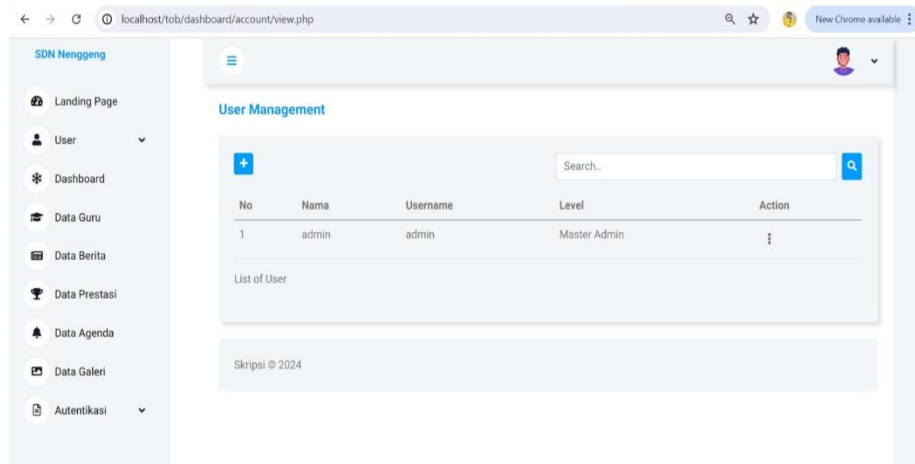 localhost/tob/dashboard/account/view.php
New Chrome available
SDN Nenggeng
Landing Page
User
Dashboard
Data Guru
Data Berita
Data Prestasi
Data Agenda
Data Galeri
Autentikasi
User Management
Search..
No Nama Username Level Action
1 admin admin Master Admin
List of User
Skripsi © 2024